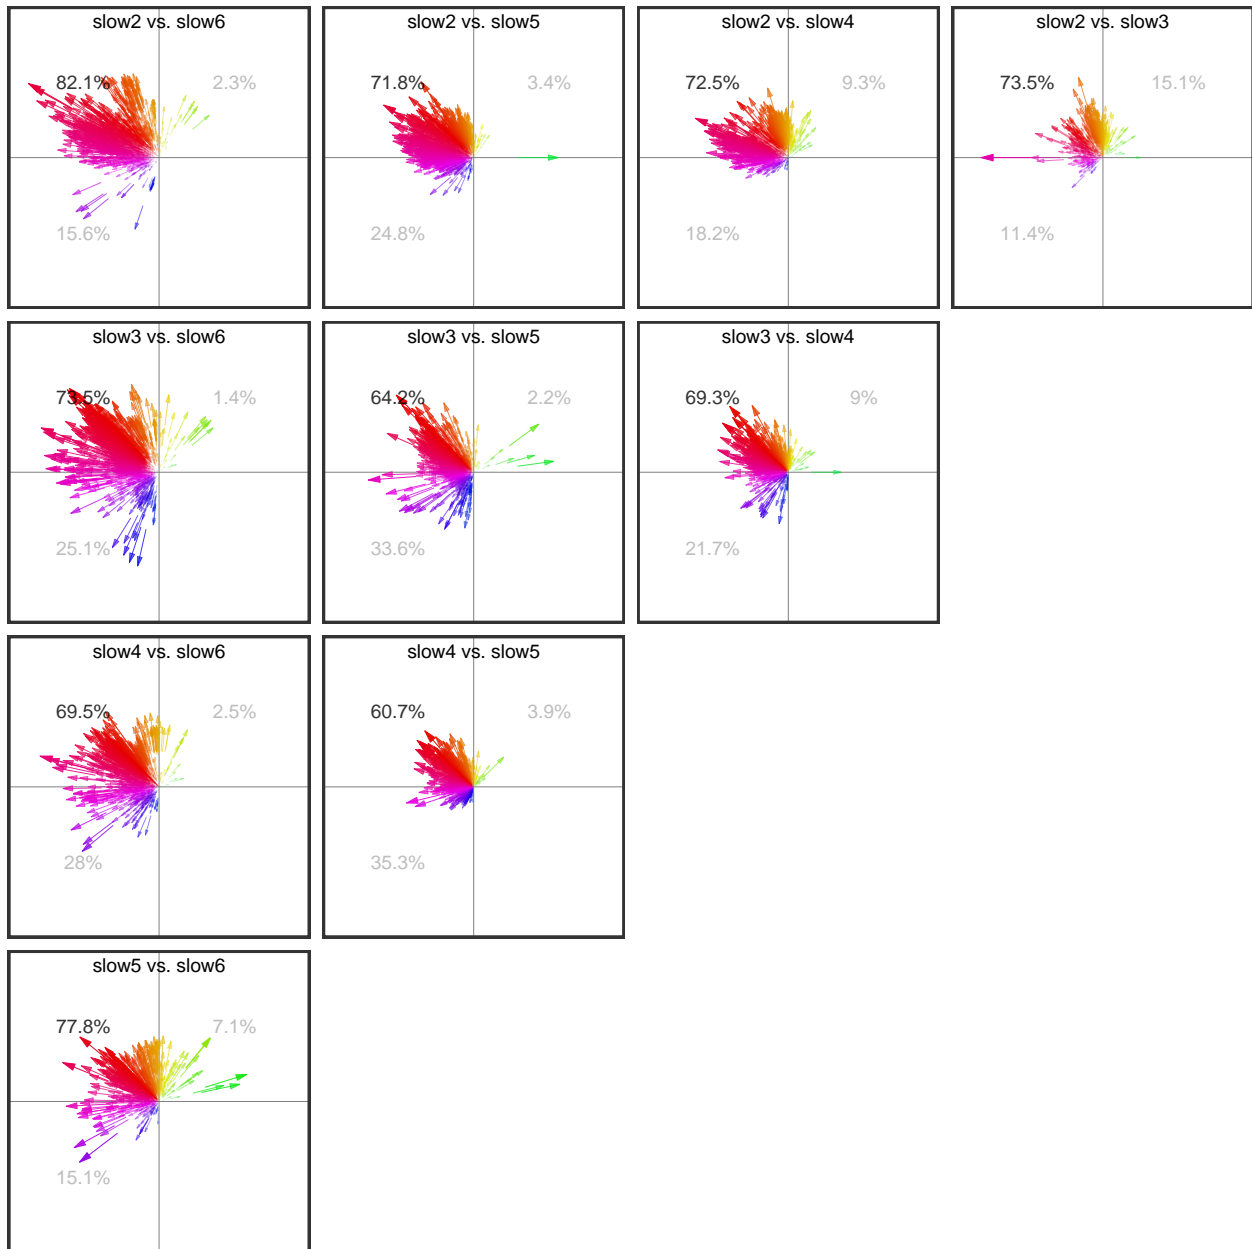 slow2 vs. slow6
82.1% 2.3%
15.6%
slow2 vs. slow5
71.8% 3.4%
24.8%
slow2 vs. slow4
72.5% 9.3%
18.2%
slow2 vs. slow3
73.5% 15.1%
11.4%
slow3 vs. slow6
73.5% 1.4%
25.1%
slow3 vs. slow5
64.2% 2.2%
33.6%
slow3 vs. slow4
69.3% 9%
21.7%
slow4 vs. slow6
69.5% 2.5%
28%
slow4 vs. slow5
60.7% 3.9%
35.3%
slow5 vs. slow6
77.8% 7.1%
15.1%